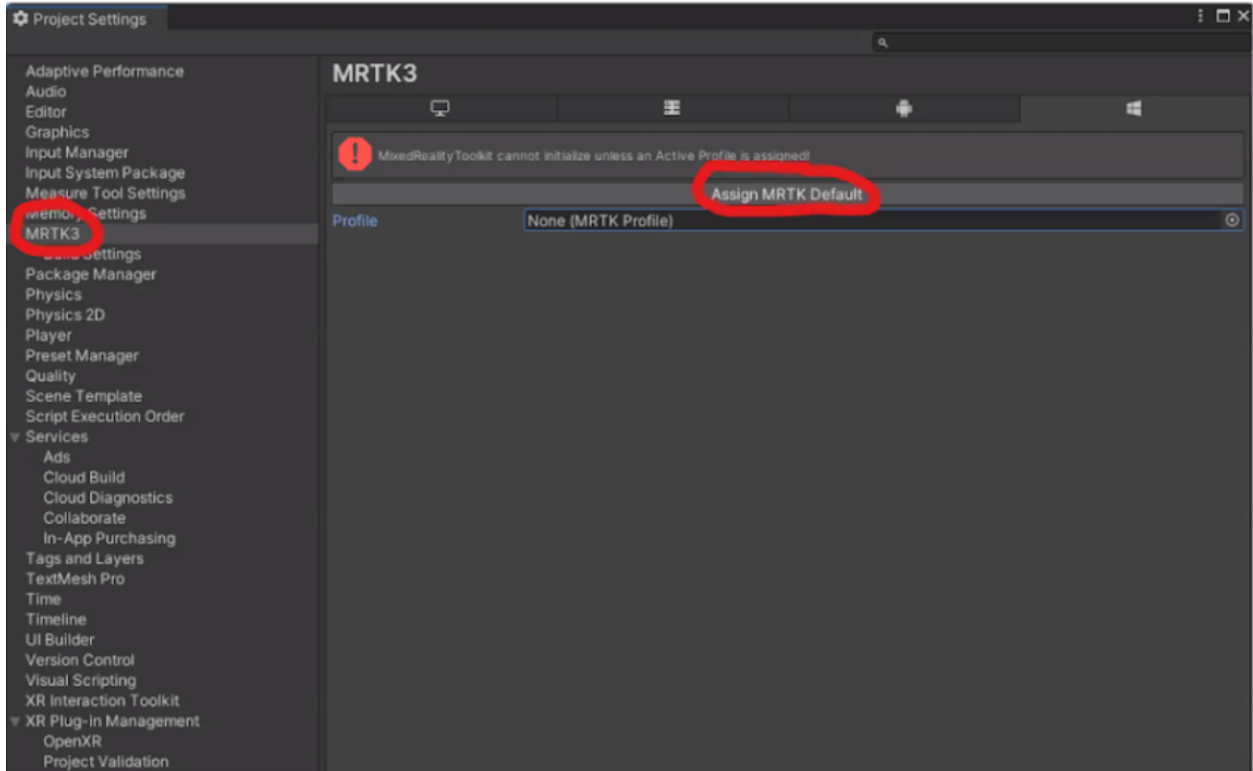 Project Settings
Adaptive Performance
Audio
Editor
Graphics
Input Manager
Input System Package
Measure Tool Settings
Memory Settings
MRTK3
Settings
Package Manager
Physics
Physics 2D
Player
Preset Manager
Quality
Scene Template
Script Execution Order
Services
Ads
Cloud Build
Cloud Diagnostics
Collaborate
In-App Purchasing
Tags and Layers
TextMesh Pro
Time
Timeline
UI Builder
Version Control
Visual Scripting
XR Interaction Toolkit
XR Plug-in Management
OpenXR
Project Validation
MRTK3
MixedRealityToolkit cannot initialize unless an Active Profile is assigned!
Assign MRTK Default
Profile
None (MRTK Profile)